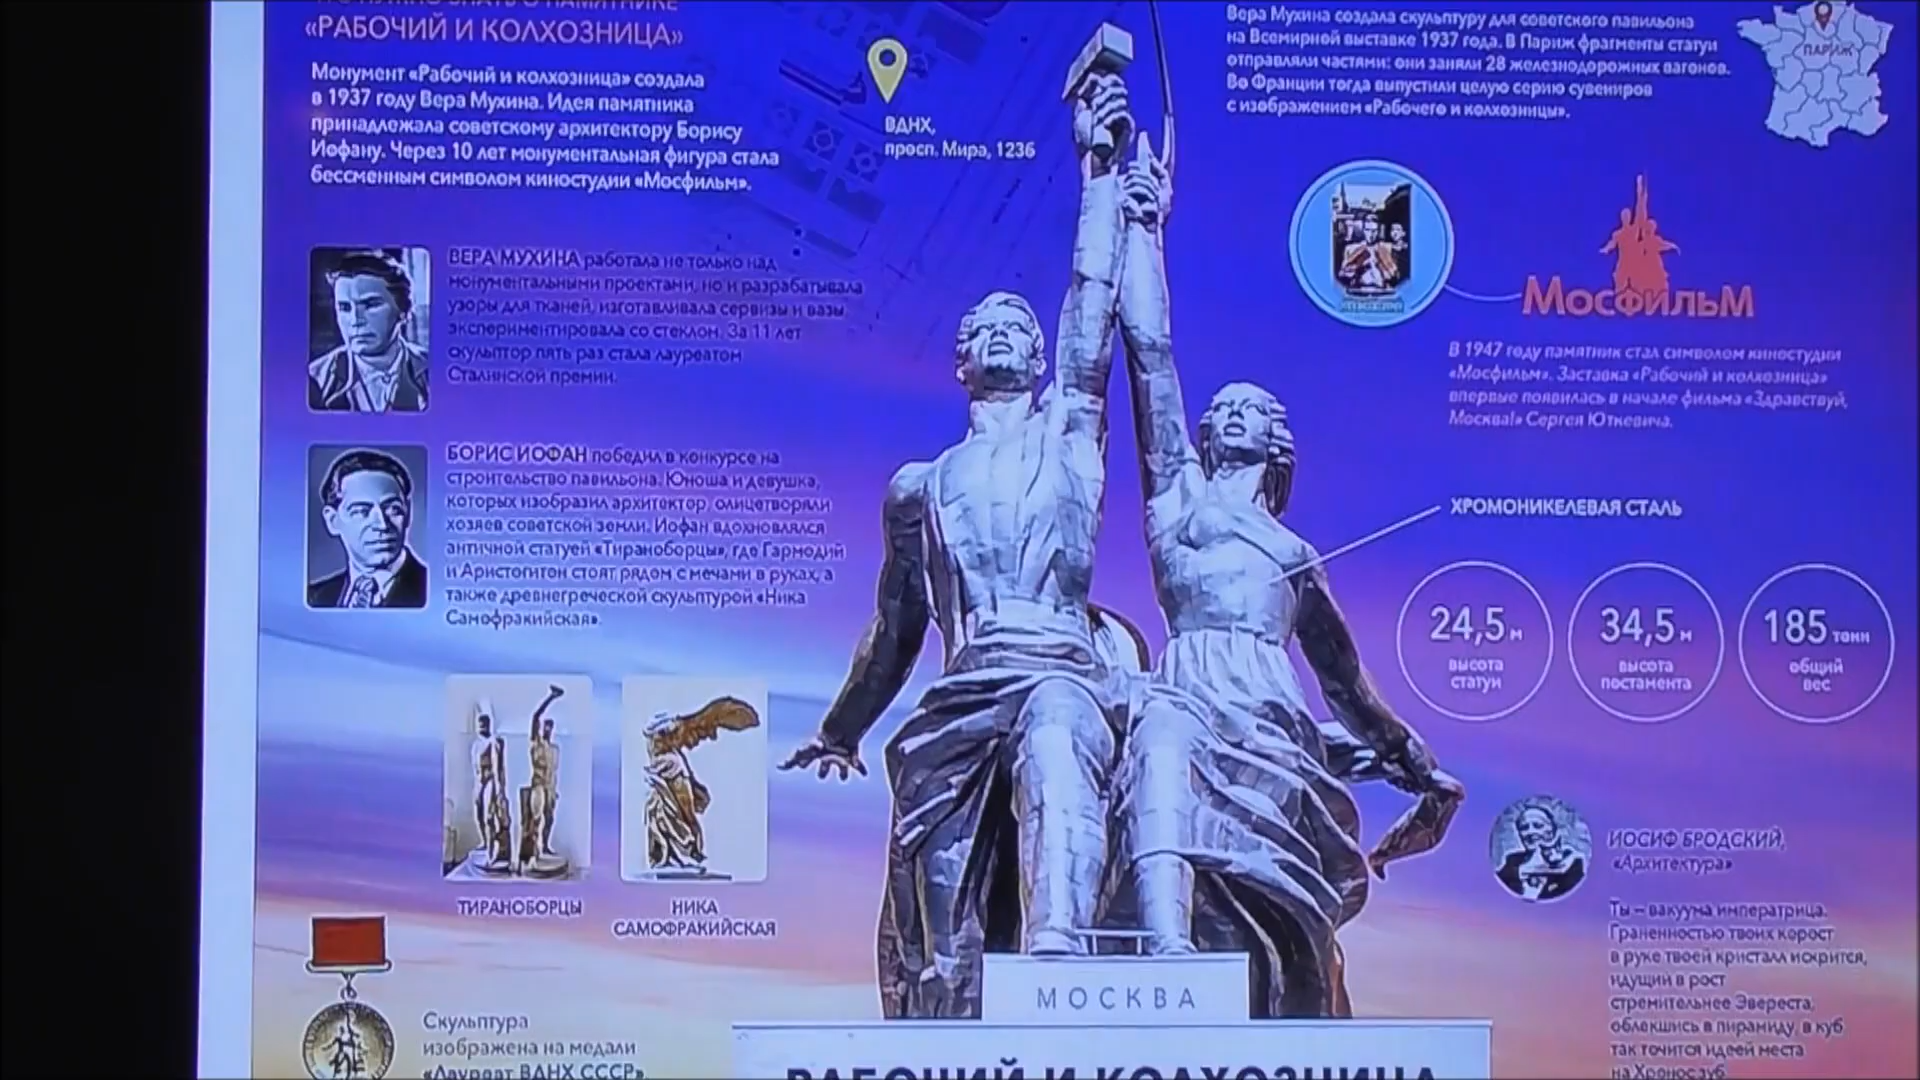 «РАБОЧИЙ И КОЛХОЗНИЦА»
Монумент «Рабочий и колхозница» создала
в 1937 году Вера Мухина. Идея памятника
принадлежала советскому архитектору Борису
Иофану. Через 10 лет монументальная фигура стала
бессменным символом киностудии «Мосфильм».
ВДНХ,
просп. Мира, 123б
Вера Мухина создала скульптуру для советского павильона
на Всемирной выставке 1937 года. В Париж фрагменты статуи
отправляли частями: они заняли 28 железнодорожных вагонов.
Во Франции тогда выпустили целую серию сувениров
с изображением «Рабочего и колхозницы».
ПАРИЖ
ВЕРА МУХИНА работала не только над
монументальными проектами, но и разрабатывала
узоры для тканей, изготавливала сервизы и вазы
экспериментировала со стеклом. За 11 лет
скульптор пять раз стала лауреатом
Сталинской премии.
МОСФИЛЬМ
В 1947 году памятник стал символом киностудии
«Мосфильм». Заставка «Рабочий и колхозница»
впервые появилась в начале фильма «Здравствуй,
Москва!» Сергея Юткевича.
БОРИС ИОФАН победил в конкурсе на
строительство павильона. Юноша и девушка,
которых изобразил архитектор, олицетворяли
хозяев советской земли. Иофан вдохновлялся
античной статуей «Тираноборцы», где Гармодий
и Аристогитон стоят рядом с мечами в руках, а
также древнегреческой скульптурой «Ника
Самофракийская».
ХРОМОНИКЕЛЕВАЯ СТАЛЬ
24,5 м
высота
статуи
34,5 м
высота
постамента
185 тонн
общий
вес
ТИРАНОБОРЦЫ
НИКА
САМОФРАКИЙСКАЯ
ИОСИФ БРОДСКИЙ,
«Архитектура»
Ты — вакуума императрица.
Граненностью твоих корост
в руке твоей кристалл искрится,
идущий в рост
стремительнее Эвереста,
облекшись в пирамиду, в куб
так точится идеей места
на Хронос зуб.
Скульптура
изображена на медали
«Лауреат ВДНХ СССР».
МОСКВА
РАБОЧИЙ И КОЛХОЗНИЦА